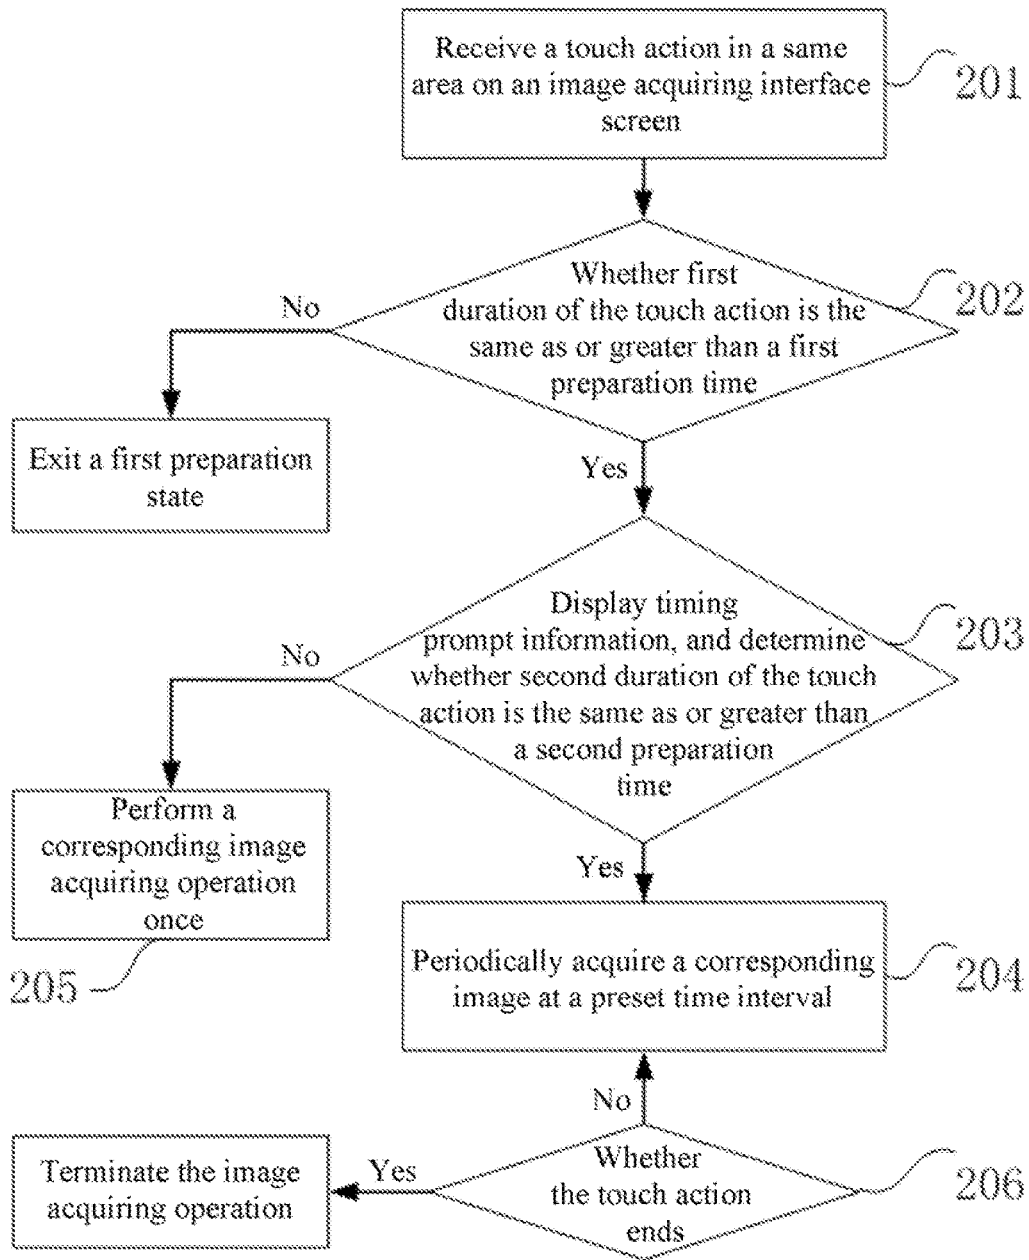 Receive a touch action in a same
area on an image acquiring interface
screen
201
Whether first
duration of the touch action is the
same as or greater than a first
preparation time
202
No
Exit a first preparation
state
Yes
Display timing
prompt information, and determine
whether second duration of the touch
action is the same as or greater than
a second preparation
time
203
No
Perform a
corresponding image
acquiring operation
once
205
Yes
Periodically acquire a corresponding
image at a preset time interval
204
No
Whether
the touch action
ends
206
Yes
Terminate the image
acquiring operation